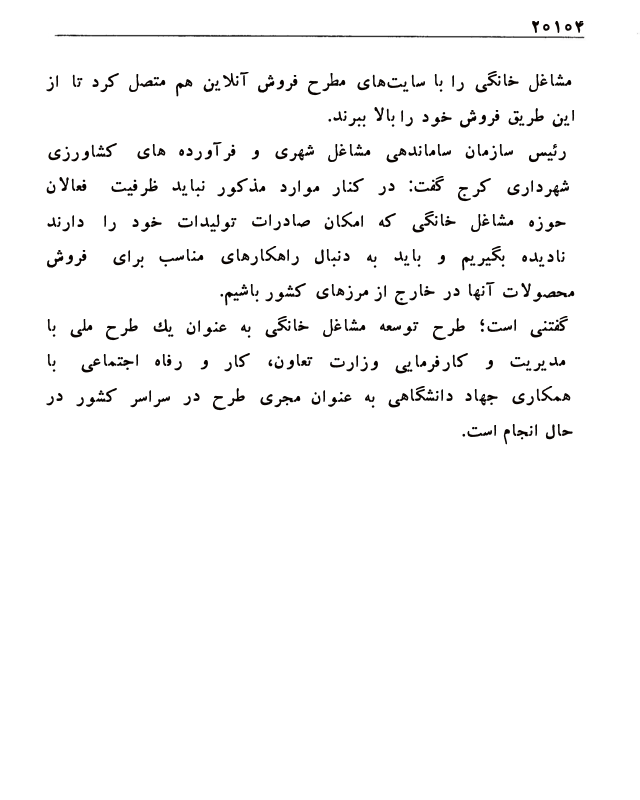 ۲۰۱۰۴
مشاغل خانگی را با سایت‌های مطرح فروش آنلاین هم متصل کرد تا از
این طریق فروش خود را بالا ببرند.
رئیس سازمان ساماندهی مشاغل شهری و فرآورده های کشاورزی
شهرداری کرج گفت: در کنار موارد مذکور نباید ظرفیت فعالان
حوزه مشاغل خانگی که امکان صادرات تولیدات خود را دارند
نادیده بگیریم و باید به دنبال راهکارهای مناسب برای فروش
محصولات آنها در خارج از مرزهای کشور باشیم.
گفتنی است؛ طرح توسعه مشاغل خانگی به عنوان یك طرح ملی با
مدیریت و کارفرمایی وزارت تعاون، کار و رفاه اجتماعی با
همکاری جهاد دانشگاهی به عنوان مجری طرح در سراسر کشور در
حال انجام است.